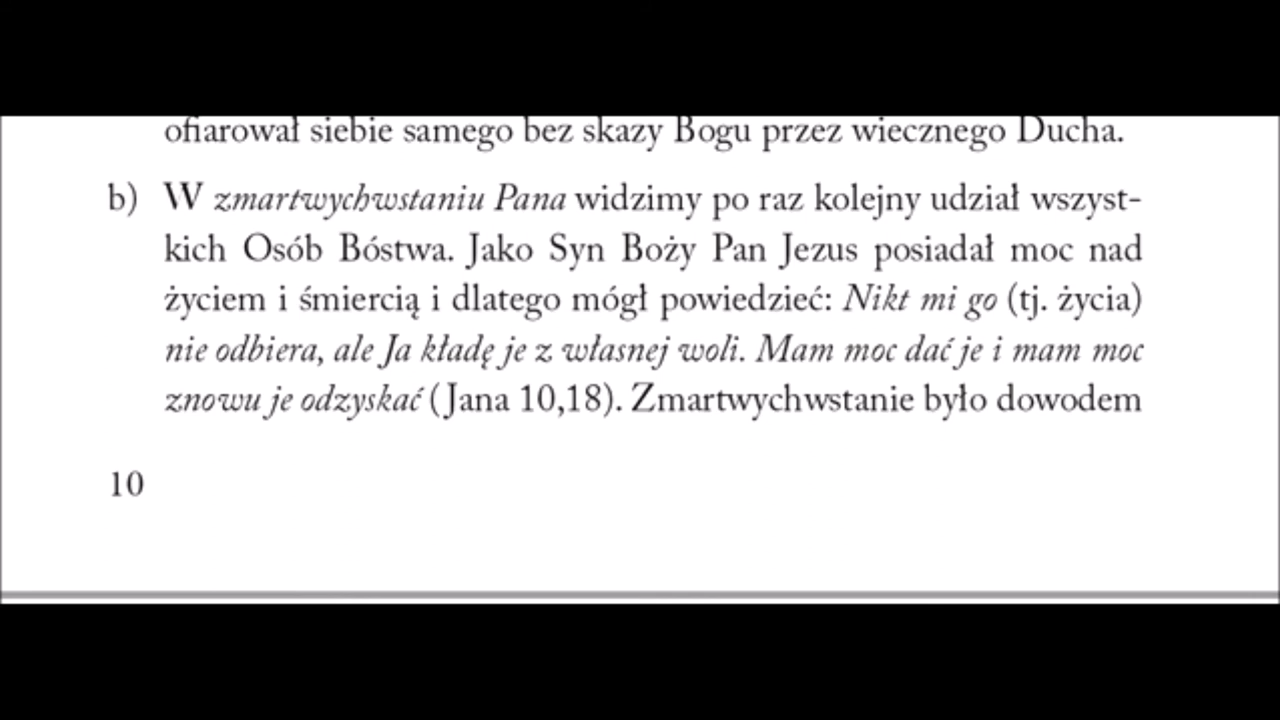 ofiarował siebie samego bez skazy Bogu przez wiecznego Ducha.
b) W zmartwychwstaniu Pana widzimy po raz kolejny udział wszyst-
kich Osób Bóstwa. Jako Syn Boży Pan Jezus posiadał moc nad
życiem i śmiercią i dlatego mógł powiedzieć: Nikt mi go (tj. życia)
nie odbiera, ale Ja kładę je z własnej woli. Mam moc dać je i mam moc
znowu je odzyskać (Jana 10,18). Zmartwychwstanie było dowodem
10